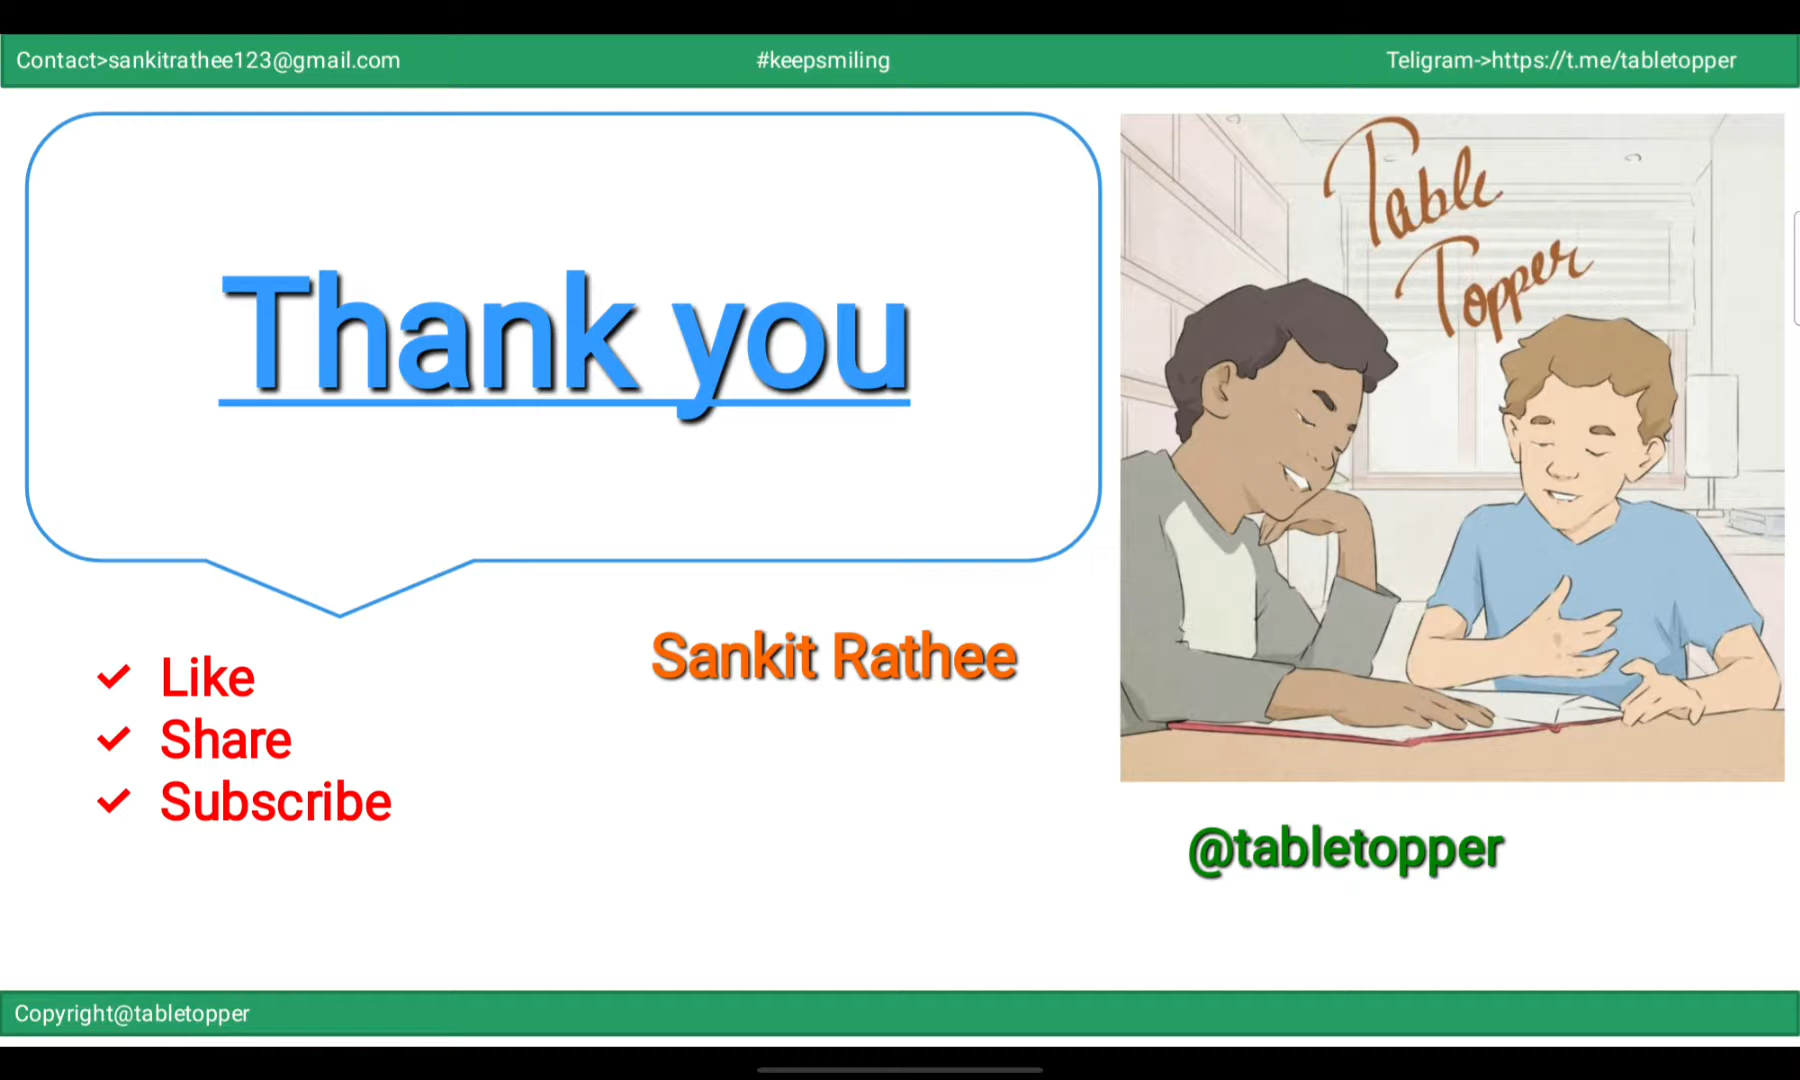 Contact>sankitrathee123@gmail.com
#keepsmiling
Teligram->https://t.me/tabletopper
Thank you
Table
Topper
Sankit Rathee
Like
Share
Subscribe
@tabletopper
Copyright@tabletopper